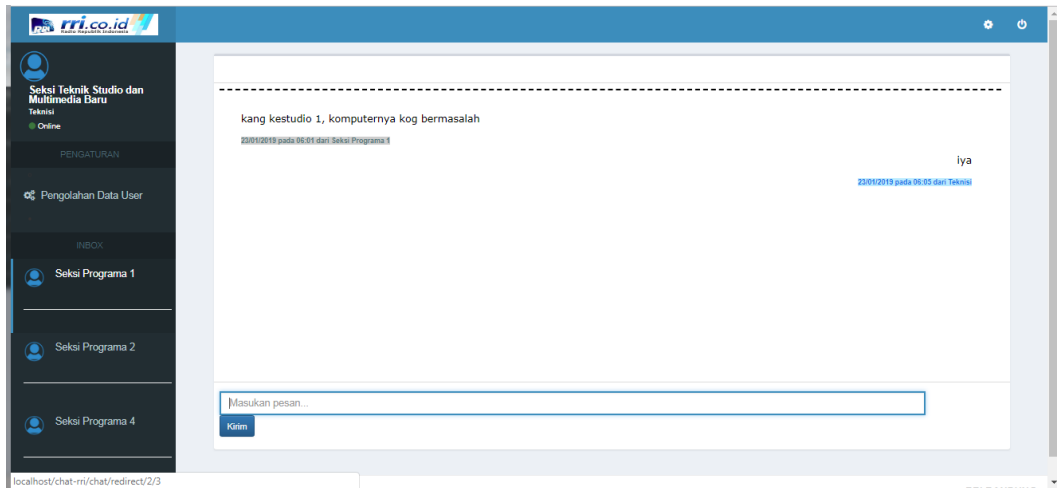 rri.co.id
Radio Republik Indonesia
Seksi Teknik Studio dan
Multimedia Baru
Teknisi
Online
PENGATURAN
Pengolahan Data User
INBOX
Seksi Programa 1
Seksi Programa 2
Seksi Programa 4
kang kestudio 1, komputernya kog bermasalah
23/01/2019 pada 06:01 dari Seksi Programa 1
iya
23/01/2019 pada 06:05 dari Teknisi
Masukan pesan...
Kirim
localhost/chat-rri/chat/redirect/2/3